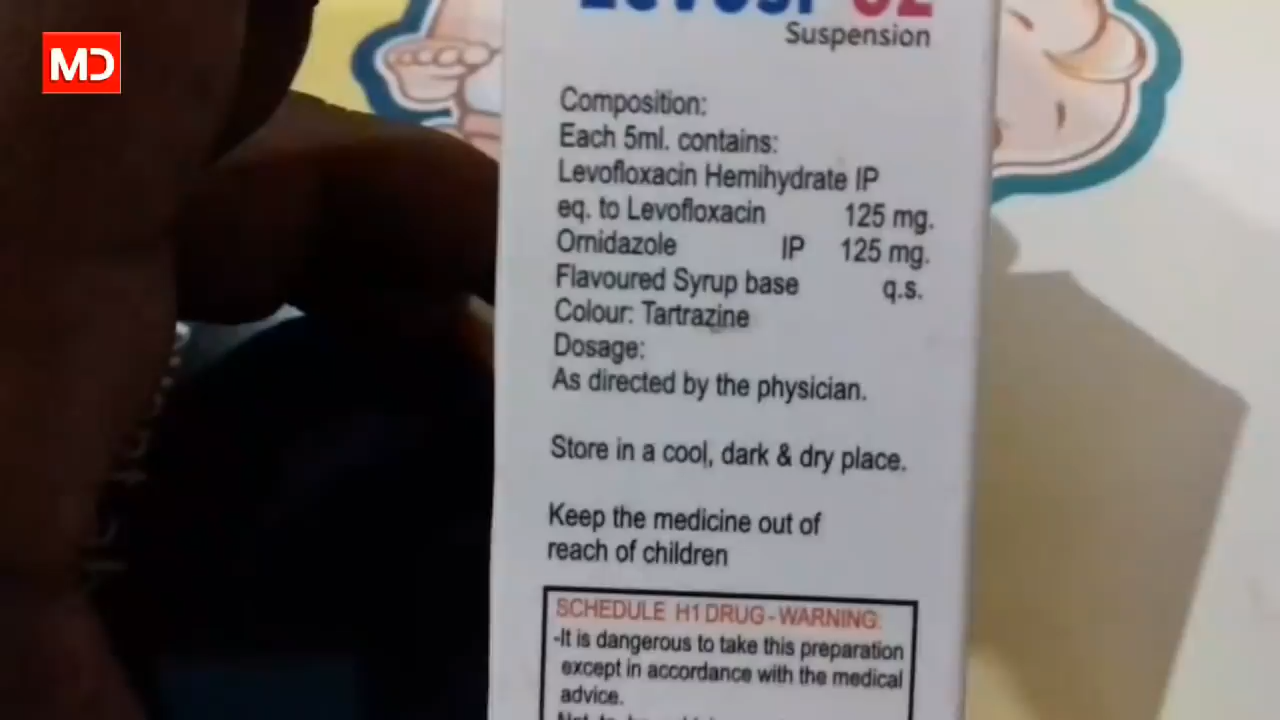 MD
Suspension
Composition:
Each 5ml. contains:
Levofloxacin Hemihydrate IP
eq. to Levofloxacin 125 mg.
Ornidazole IP 125 mg.
Flavoured Syrup base q.s.
Colour: Tartrazine
Dosage:
As directed by the physician.
Store in a cool, dark & dry place.
Keep the medicine out of
reach of children
SCHEDULE H1 DRUG - WARNING:
-It is dangerous to take this preparation
except in accordance with the medical
advice.